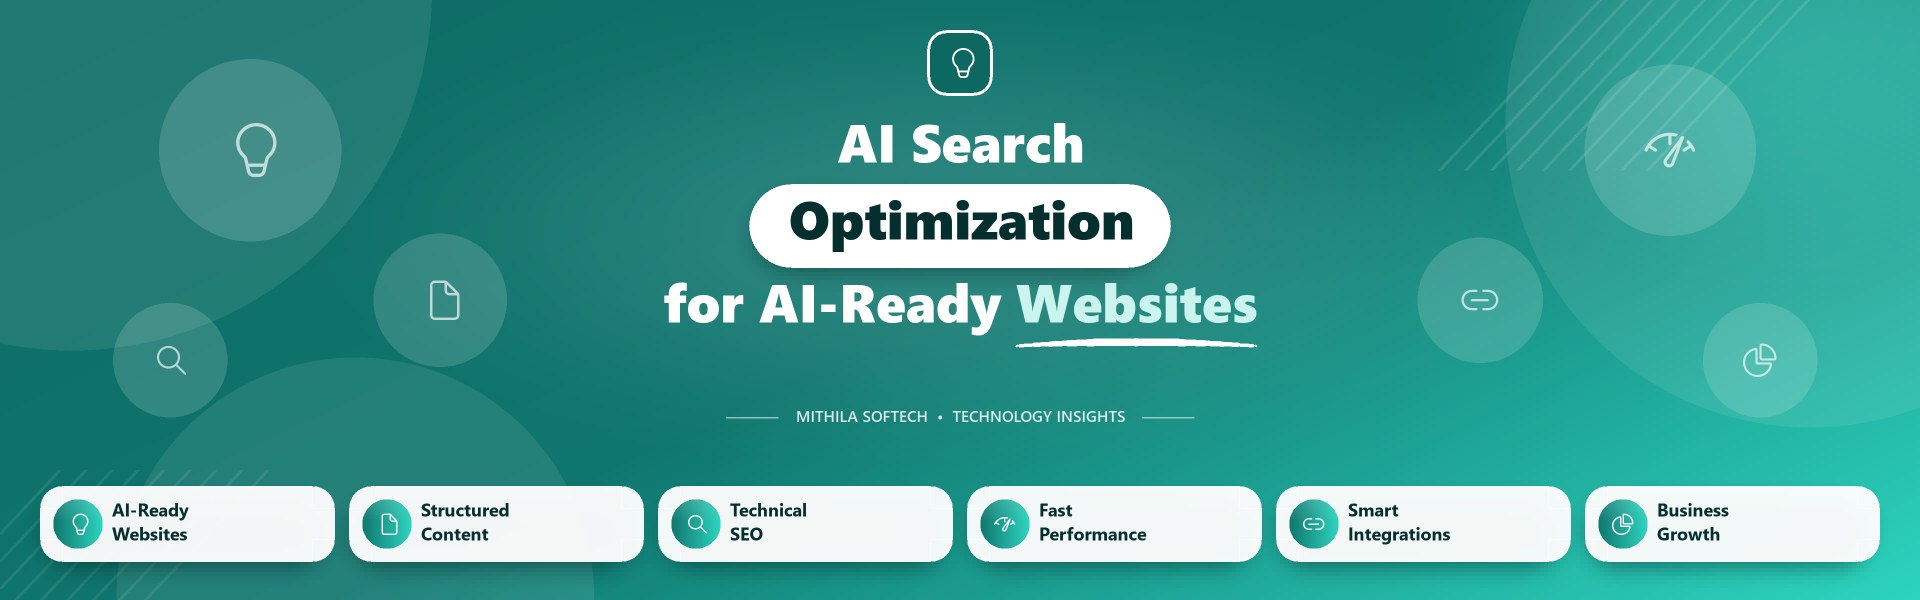 AI Search
Optimization
for AI-Ready Websites
MITHILA SOFTECH • TECHNOLOGY INSIGHTS
AI-Ready
Websites
Structured
Content
Technical
SEO
Fast
Performance
Smart
Integrations
Business
Growth